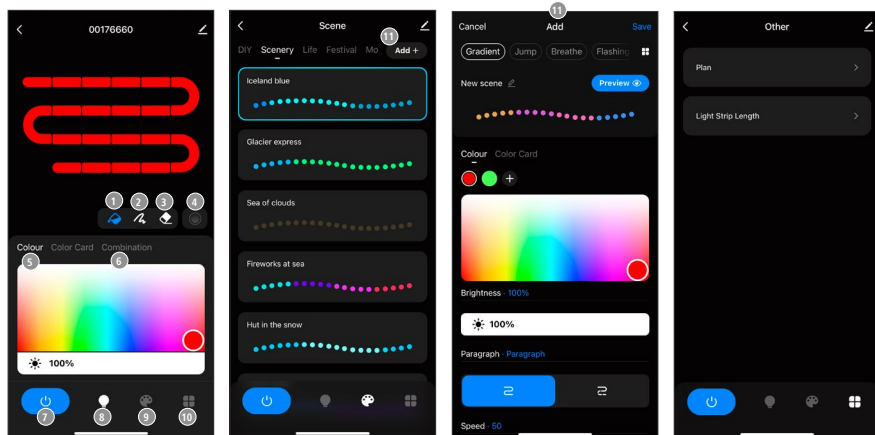 00176660
1
2
3
4
Colour Color Card Combination
5
6
100%
7
8
9
10
Scene
11
DIY Scenery Life Festival Mo Add +
Iceland blue
Glacier express
Sea of clouds
Fireworks at sea
Hut in the snow
11
Cancel Add Save
Gradient Jump Breathe Flashing
New scene Preview
Colour Color Card
+
Brightness · 100%
100%
Paragraph · Paragraph
Speed · 50
Other
Plan
Light Strip Length